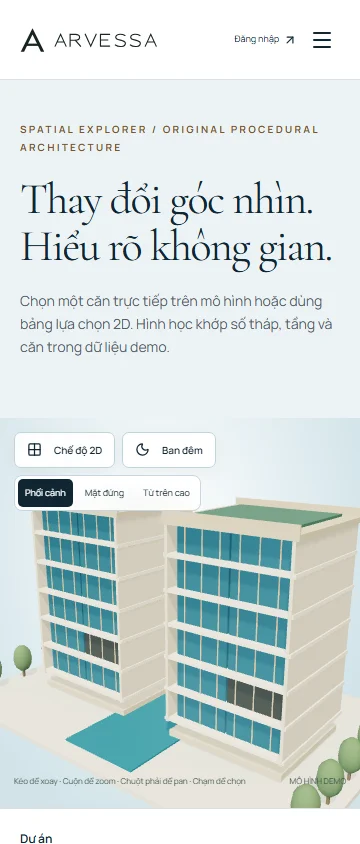 ARVESSA
Đăng nhập
SPATIAL EXPLORER / ORIGINAL PROCEDURAL
ARCHITECTURE
Thay đổi góc nhìn.
Hiểu rõ không gian.
Chọn một căn trực tiếp trên mô hình hoặc dùng
bảng lựa chọn 2D. Hình học khớp số tháp, tầng và
căn trong dữ liệu demo.
Chế độ 2D
Ban đêm
Phối cảnh
Mặt đứng
Từ trên cao
Kéo để xoay · Cuộn để zoom · Chuột phải để pan · Chạm để chọn
MÔ HÌNH DEMO
Dự án